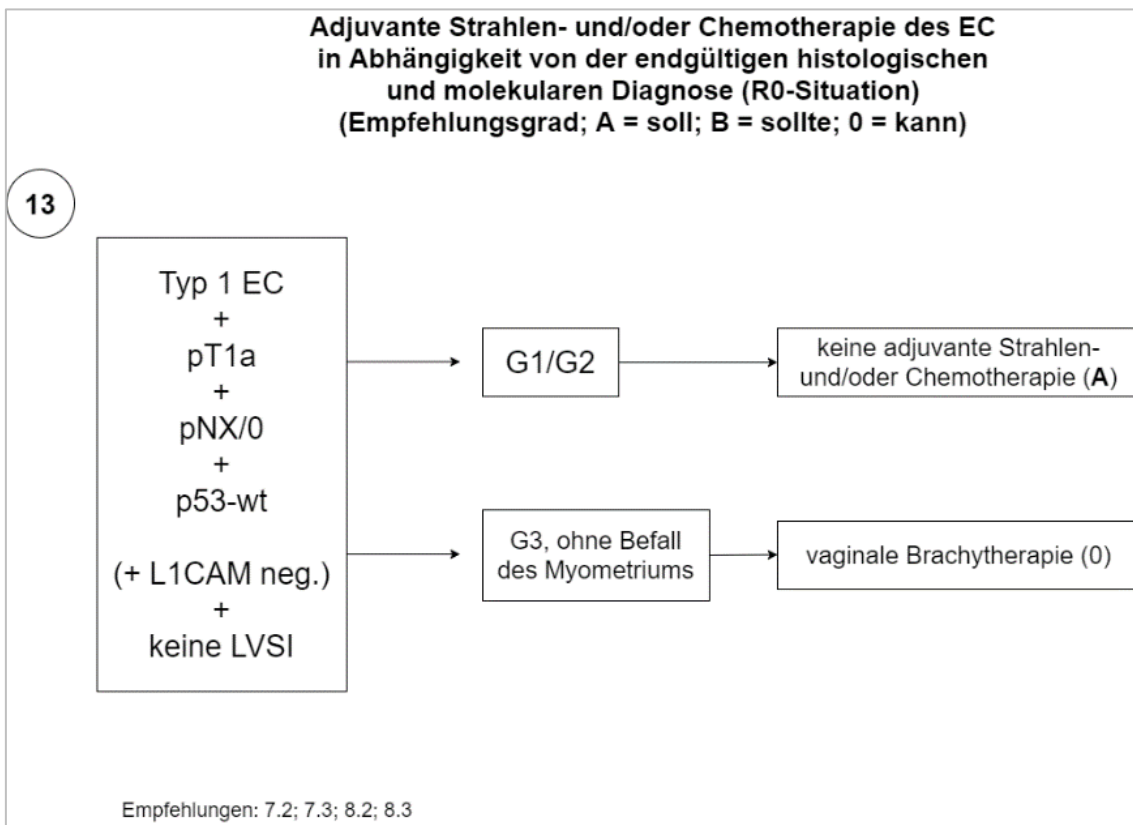 Adjuvante Strahlen- und/oder Chemotherapie des EC
in Abhängigkeit von der endgültigen histologischen
und molekularen Diagnose (R0-Situation)
(Empfehlungsgrad; A = soll; B = sollte; 0 = kann)
13
Typ 1 EC
+
pT1a
+
pNX/0
+
p53-wt
(+ L1CAM neg.)
+
keine LVSI
G1/G2
keine adjuvante Strahlen-
und/oder Chemotherapie (A)
G3, ohne Befall
des Myometriums
vaginale Brachytherapie (0)
Empfehlungen: 7.2; 7.3; 8.2; 8.3